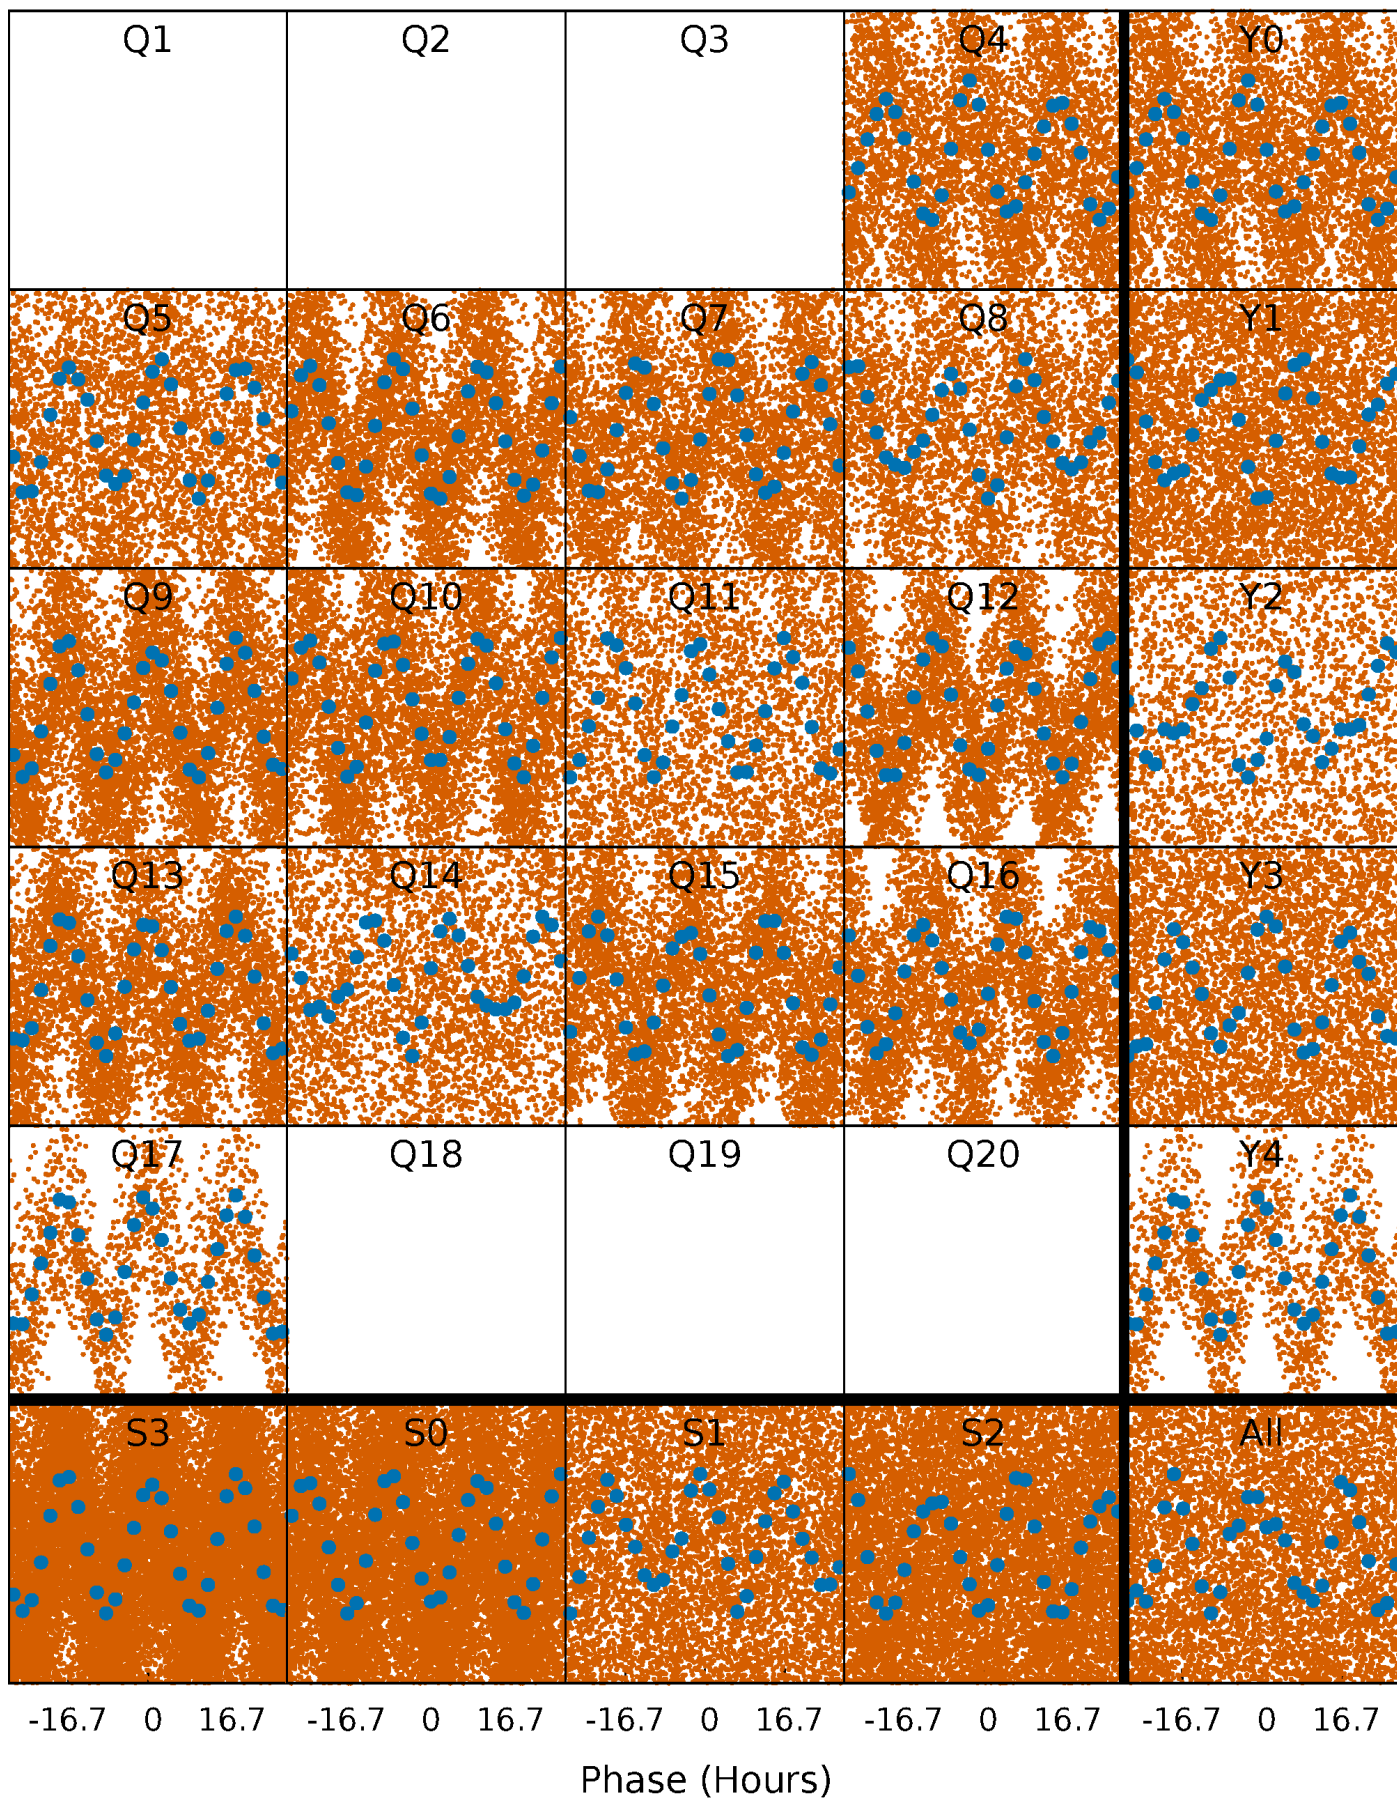 Q1 Q2 Q3 Q4 Y0
Q5 Q6 Q7 Q8 Y1
Q9 Q10 Q11 Q12 Y2
Q13 Q14 Q15 Q16 Y3
Q17 Q18 Q19 Q20 Y4
S3 S0 S1 S2 All
-16.7 0 16.7 -16.7 0 16.7 -16.7 0 16.7 -16.7 0 16.7 -16.7 0 16.7
Phase (Hours)